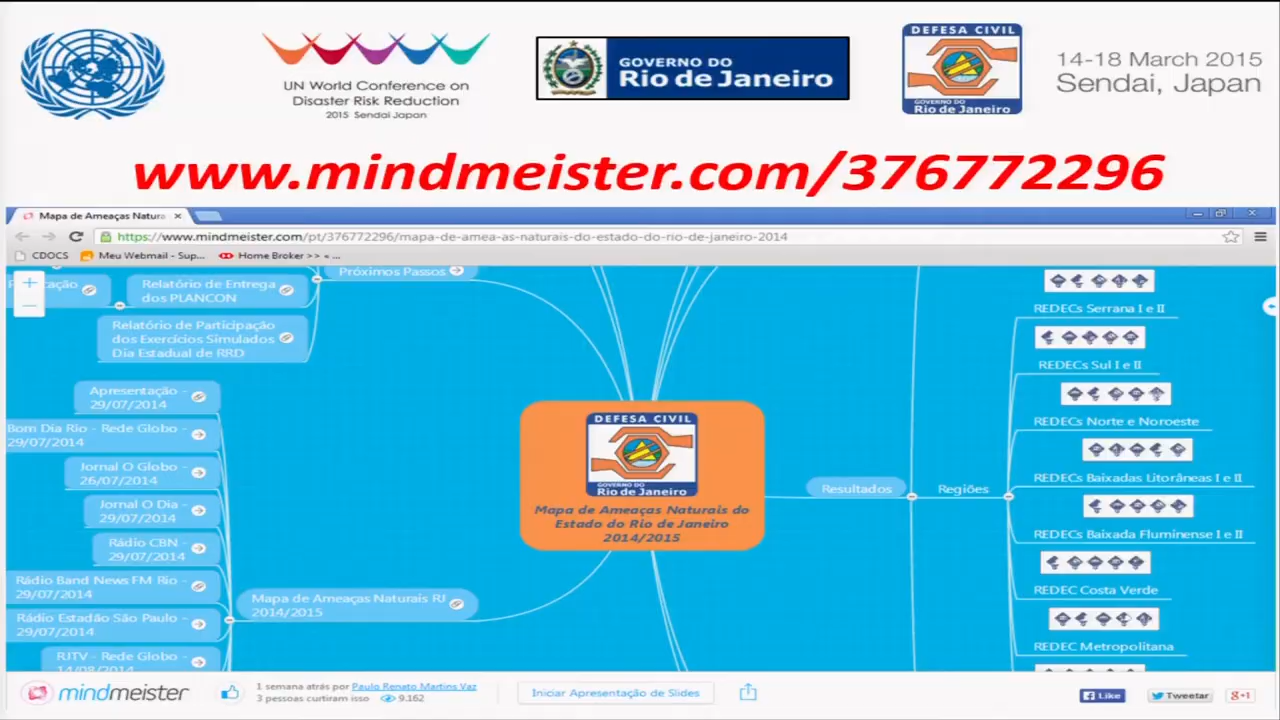 UN World Conference on
Disaster Risk Reduction
2015 Sendai Japan
GOVERNO DO
Rio de Janeiro
DEFESA CIVIL
GOVERNO DO
Rio de Janeiro
14-18 March 2015
Sendai, Japan
www.mindmeister.com/376772296
Mapa de Ameaças Natura
https://www.mindmeister.com/pt/376772296/mapa-de-amea-as-naturais-do-estado-do-rio-de-janeiro-2014
CDOCS
Meu Webmail - Sup...
Home Broker >> « ...
Próximos Passos
Relatório de Entrega
dos PLANCON
Relatório de Participação
dos Exercícios Simulados
Dia Estadual de RRD
Apresentação -
29/07/2014
Bom Dia Rio - Rede Globo -
29/07/2014
Jornal O Globo -
26/07/2014
Jornal O Dia -
29/07/2014
Rádio CBN -
29/07/2014
Rádio Band News FM Rio -
29/07/2014
Rádio Estadão São Paulo -
29/07/2014
RJTV - Rede Globo -
14/08/2014
Mapa de Ameaças Naturais RJ
2014/2015
DEFESA CIVIL
GOVERNO DO
Rio de Janeiro
Mapa de Ameaças Naturais do
Estado do Rio de Janeiro
2014/2015
Resultados
Regiões
REDECs Serrana I e II
REDECs Sul I e II
REDECs Norte e Noroeste
REDECs Baixadas Litorâneas I e II
REDECs Baixada Fluminense I e II
REDEC Costa Verde
REDEC Metropolitana
mindmeister
1 semana atrás por Paulo Renato Martins Vaz
3 pessoas curtiram isso
9.162
Iniciar Apresentação de Slides
Like
Tweetar
g+1